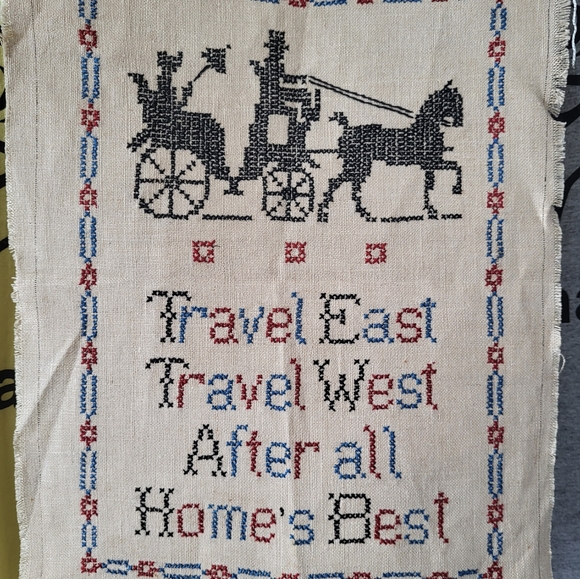 Travel East
Travel West
After all
Home's Best